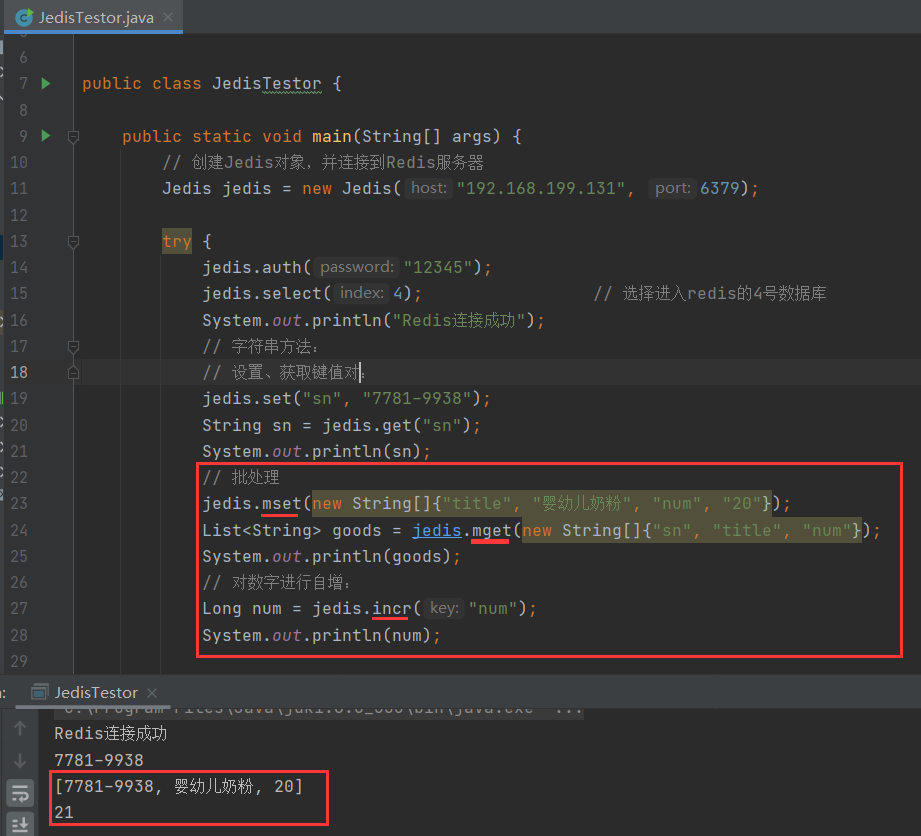 JedisTestor.java
6
7 public class JedisTestor {
8
9 public static void main(String[] args) {
10 // 创建Jedis对象，并连接到Redis服务器
11 Jedis jedis = new Jedis( host: "192.168.199.131", port: 6379);
12
13 try {
14 jedis.auth( password: "12345");
15 jedis.select( index: 4); // 选择进入redis的4号数据库
16 System.out.println("Redis连接成功");
17 // 字符串方法：
18 // 设置、获取键值对：
19 jedis.set("sn", "7781-9938");
20 String sn = jedis.get("sn");
21 System.out.println(sn);
22 // 批处理
23 jedis.mset(new String[]{"title", "婴幼儿奶粉", "num", "20"});
24 List<String> goods = jedis.mget(new String[]{"sn", "title", "num"});
25 System.out.println(goods);
26 // 对数字进行自增：
27 Long num = jedis.incr( key: "num");
28 System.out.println(num);
29
JedisTestor
Redis连接成功
7781-9938
[7781-9938, 婴幼儿奶粉, 20]
21